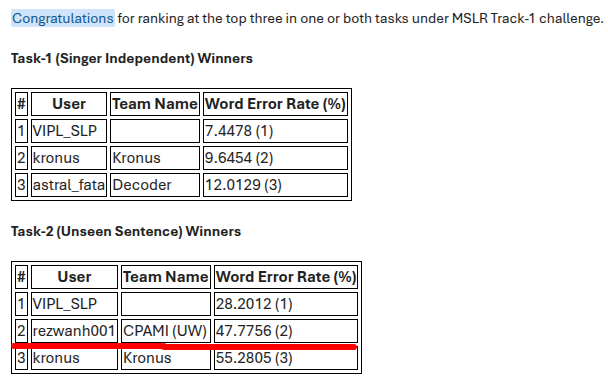 Congratulations for ranking at the top three in one or both tasks under MSLR Track-1 challenge.
Task-1 (Singer Independent) Winners
# User Team Name Word Error Rate (%)
1 VIPL_SLP 7.4478 (1)
2 kronus Kronus 9.6454 (2)
3 astral_fata Decoder 12.0129 (3)
Task-2 (Unseen Sentence) Winners
# User Team Name Word Error Rate (%)
1 VIPL_SLP 28.2012 (1)
2 rezwanh001 CPAMI (UW) 47.7756 (2)
3 kronus Kronus 55.2805 (3)